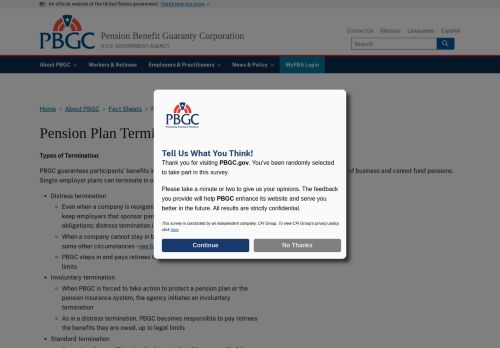 An official website of the United States government Here's how you know
PBGC
Pension Benefit Guaranty Corporation
A U.S. GOVERNMENT AGENCY
Contact Us Glossary Languages Español
Search
About PBGC Workers & Retirees Employers & Practitioners News & Policy MyPBA Login
Home About PBGC Fact Sheets
Pension Plan Termi
Types of Termination:
PBGC guarantees participants' benefits in of business and cannot fund pensions.
Single-employer plans can terminate in o
Distress termination
Even when a company is reorgani
keep employers that sponsor pen
obligations; distress termination i
When a company cannot stay in b
some other circumstances - see b
PBGC steps in and pays retirees t
limits
Involuntary termination
When PBGC is forced to take action to protect a pension plan or the
pension insurance system, the agency initiates an involuntary
termination
As in a distress termination, PBGC becomes responsible to pay retirees
the benefits they are owed, up to legal limits
Standard termination
PBGC
Protecting America's Pensions
Tell Us What You Think!
Thank you for visiting PBGC.gov. You've been randomly selected
to take part in this survey.
Please take a minute or two to give us your opinions. The feedback
you provide will help PBGC enhance its website and serve you
better in the future. All results are strictly confidential.
This survey is conducted by an independent company, CFI Group. To view CFI Group's privacy policy
click here.
Continue No Thanks